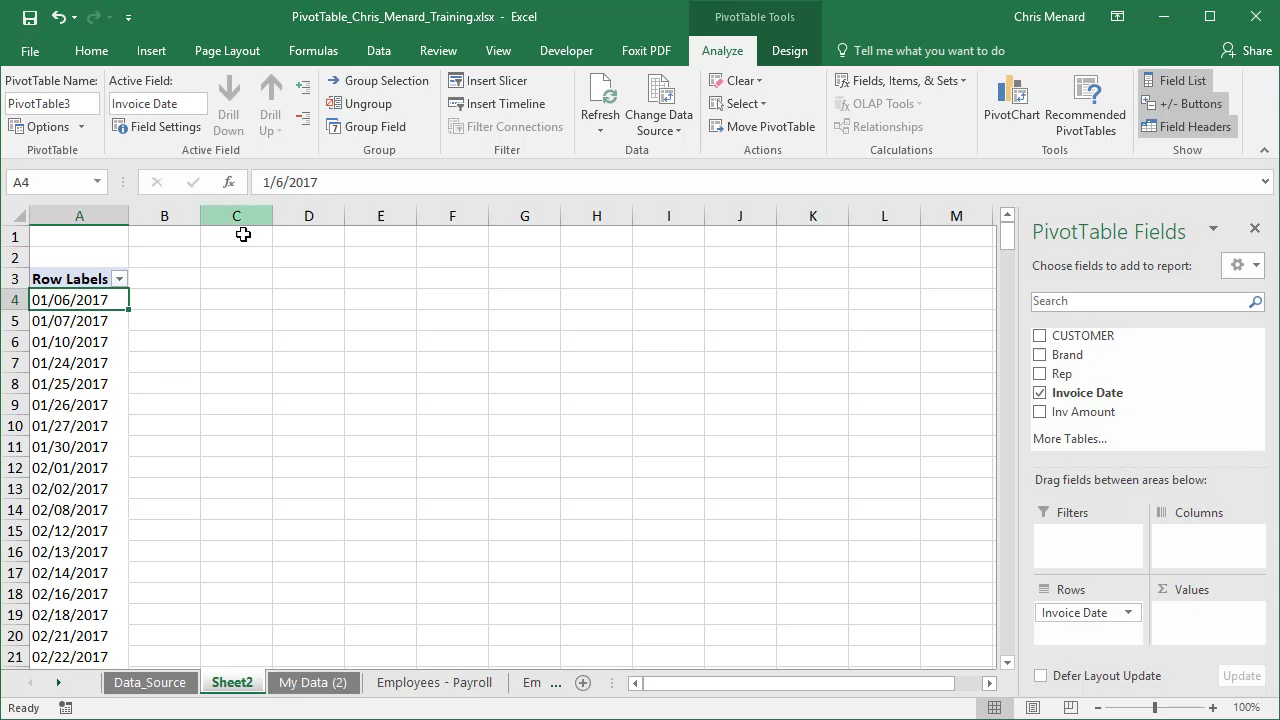 PivotTable_Chris_Menard_Training.xlsx - Excel
PivotTable Tools
Chris Menard
File Home Insert Page Layout Formulas Data Review View Developer Foxit PDF Analyze Design Tell me what you want to do Share
PivotTable Name:
PivotTable3
Options
PivotTable
Active Field:
Invoice Date
Field Settings
Drill Down
Drill Up
Active Field
Group Selection
Ungroup
Group Field
Group
Insert Slicer
Insert Timeline
Filter Connections
Filter
Refresh
Change Data Source
Data
Clear
Select
Move PivotTable
Actions
Fields, Items, & Sets
OLAP Tools
Relationships
Calculations
PivotChart
Recommended PivotTables
Tools
Field List
+/- Buttons
Field Headers
Show
A4
fx
1/6/2017
A B C D E F G H I J K L M
1
2
3 Row Labels
4 01/06/2017
5 01/07/2017
6 01/10/2017
7 01/24/2017
8 01/25/2017
9 01/26/2017
10 01/27/2017
11 01/30/2017
12 02/01/2017
13 02/02/2017
14 02/08/2017
15 02/12/2017
16 02/13/2017
17 02/14/2017
18 02/16/2017
19 02/18/2017
20 02/21/2017
21 02/22/2017
PivotTable Fields
Choose fields to add to report:
Search
CUSTOMER
Brand
Rep
Invoice Date
Inv Amount
More Tables...
Drag fields between areas below:
Filters
Columns
Rows
Σ Values
Invoice Date
Defer Layout Update
Update
Data_Source Sheet2 My Data (2) Employees - Payroll Em ...
Ready
100%